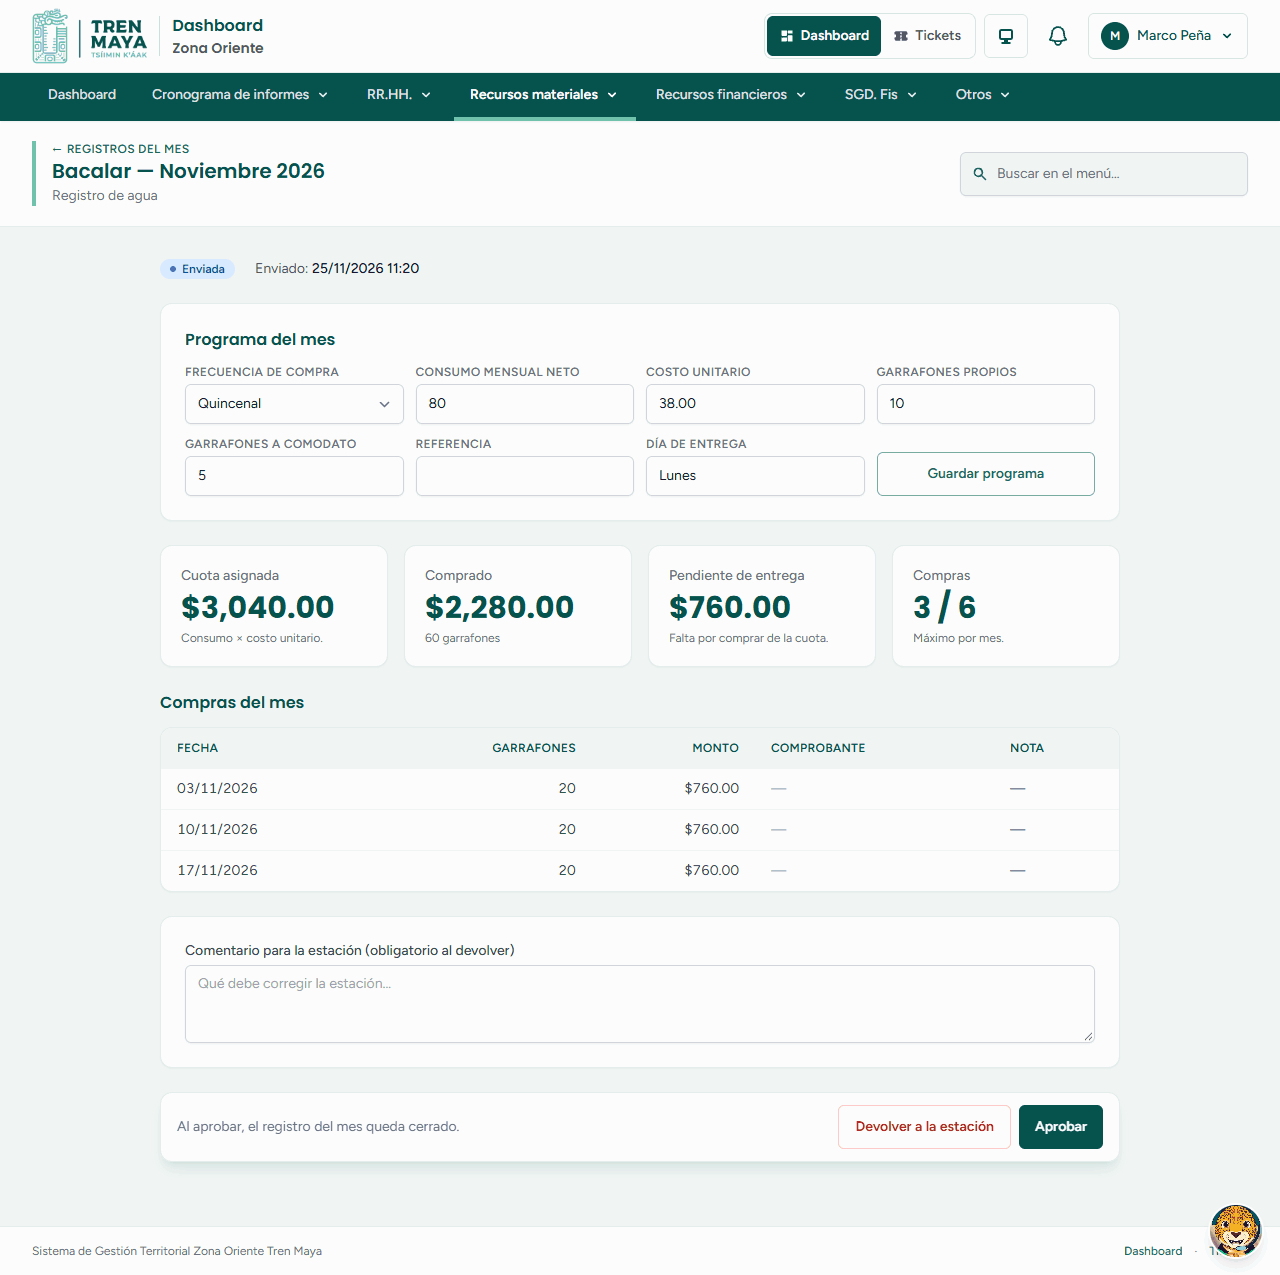 TREN MAYA
TSÍIMIN K'ÁAK
Dashboard
Zona Oriente
Dashboard
Tickets
M
Marco Peña
Dashboard
Cronograma de informes
RR.HH.
Recursos materiales
Recursos financieros
SGD. Fis
Otros
← REGISTROS DEL MES
Bacalar — Noviembre 2026
Registro de agua
Buscar en el menú...
Enviada
Enviado: 25/11/2026 11:20
Programa del mes
FRECUENCIA DE COMPRA
CONSUMO MENSUAL NETO
COSTO UNITARIO
GARRAFONES PROPIOS
Quincenal
80
38.00
10
GARRAFONES A COMODATO
REFERENCIA
DÍA DE ENTREGA
5
Lunes
Guardar programa
Cuota asignada
$3,040.00
Consumo × costo unitario.
Comprado
$2,280.00
60 garrafones
Pendiente de entrega
$760.00
Falta por comprar de la cuota.
Compras
3 / 6
Máximo por mes.
Compras del mes
FECHA GARRAFONES MONTO COMPROBANTE NOTA
03/11/2026 20 $760.00 — —
10/11/2026 20 $760.00 — —
17/11/2026 20 $760.00 — —
Comentario para la estación (obligatorio al devolver)
Qué debe corregir la estación...
Al aprobar, el registro del mes queda cerrado.
Devolver a la estación
Aprobar
Sistema de Gestión Territorial Zona Oriente Tren Maya
Dashboard ·